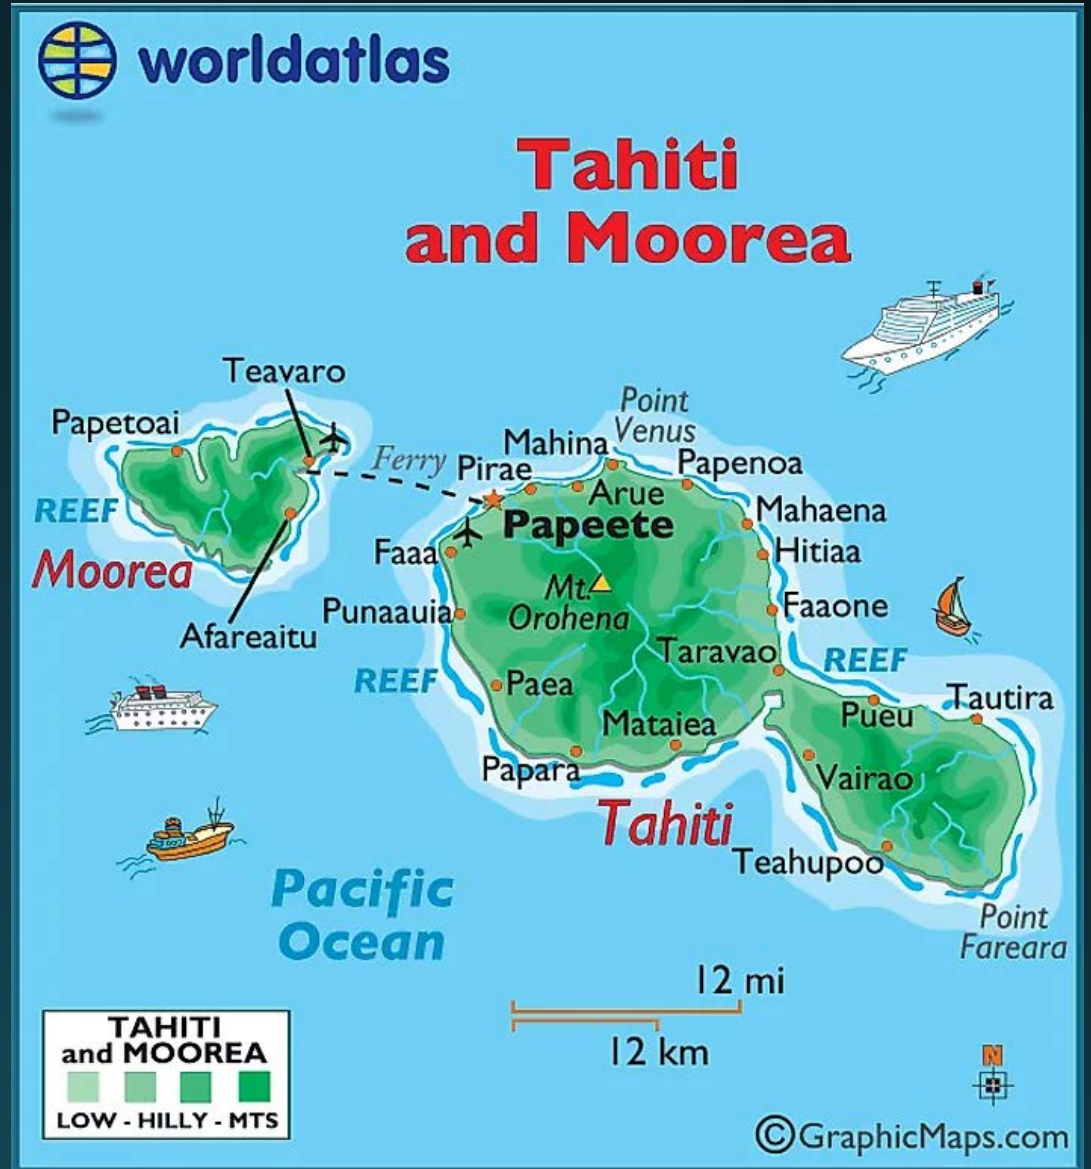 worldatlas
Tahiti
and Moorea
Teavaro
Papetoai
Point
Venus
Mahina
Ferry
Pirae
Papenoa
Arue
REEF
Papeete
Mahaena
Moorea
Faaa
Hitiaa
Mt.
Orohena
Punaauia
Faaone
Afareaitu
Taravao
REEF
REEF
Paea
Tautira
Pueu
Mataiea
Papara
Vairao
Tahiti
Teahupoo
Pacific
Ocean
Point
Fareara
12 mi
12 km
TAHITI
and MOOREA
LOW - HILLY - MTS
N
©GraphicMaps.com